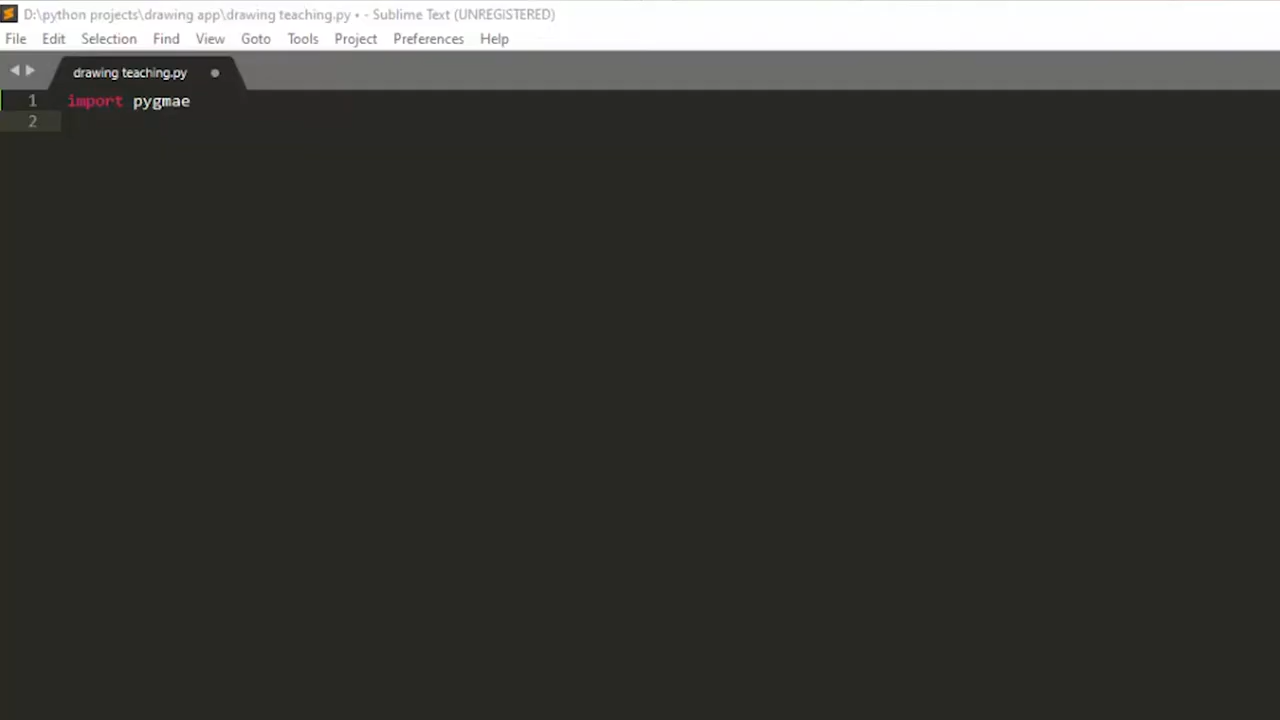 D:\python projects\drawing app\drawing teaching.py • - Sublime Text (UNREGISTERED)
File Edit Selection Find View Goto Tools Project Preferences Help
drawing teaching.py
1 import pygmae
2